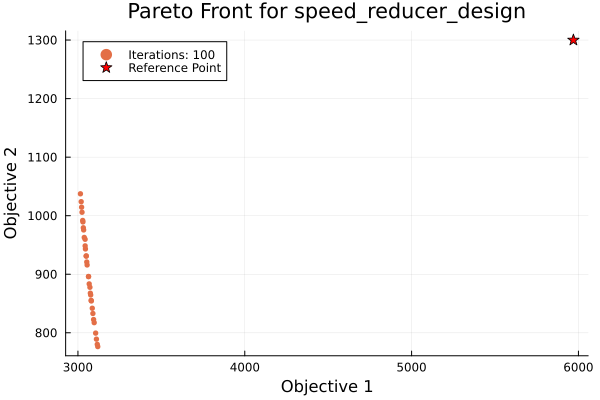 Pareto Front for speed_reducer_design
Iterations: 100
Reference Point
1300
1200
1100
1000
900
800
Objective 2
3000
4000
5000
6000
Objective 1